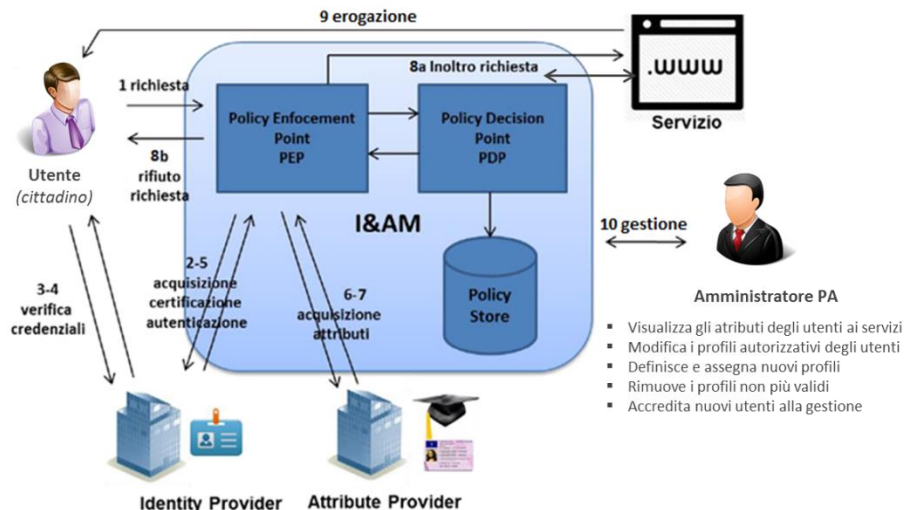 9 erogazione
.www
Servizio
8a Inoltro richiesta
1 richiesta
Policy Enfocement
Point
PEP
Policy Decision
Point
PDP
8b
rifiuto
richiesta
Utente
(cittadino)
I&AM
10 gestione
Policy
Store
2-5
acquisizione
certificazione
autenticazione
6-7
acquisizione
attributi
3-4
verifica
credenziali
Amministratore PA
▪ Visualizza gli atributi degli utenti ai servizi
▪ Modifica i profili autorizzativi degli utenti
▪ Definisce e assegna nuovi profili
▪ Rimuove i profili non più validi
▪ Accredita nuovi utenti alla gestione
Identity Provider
Attribute Provider